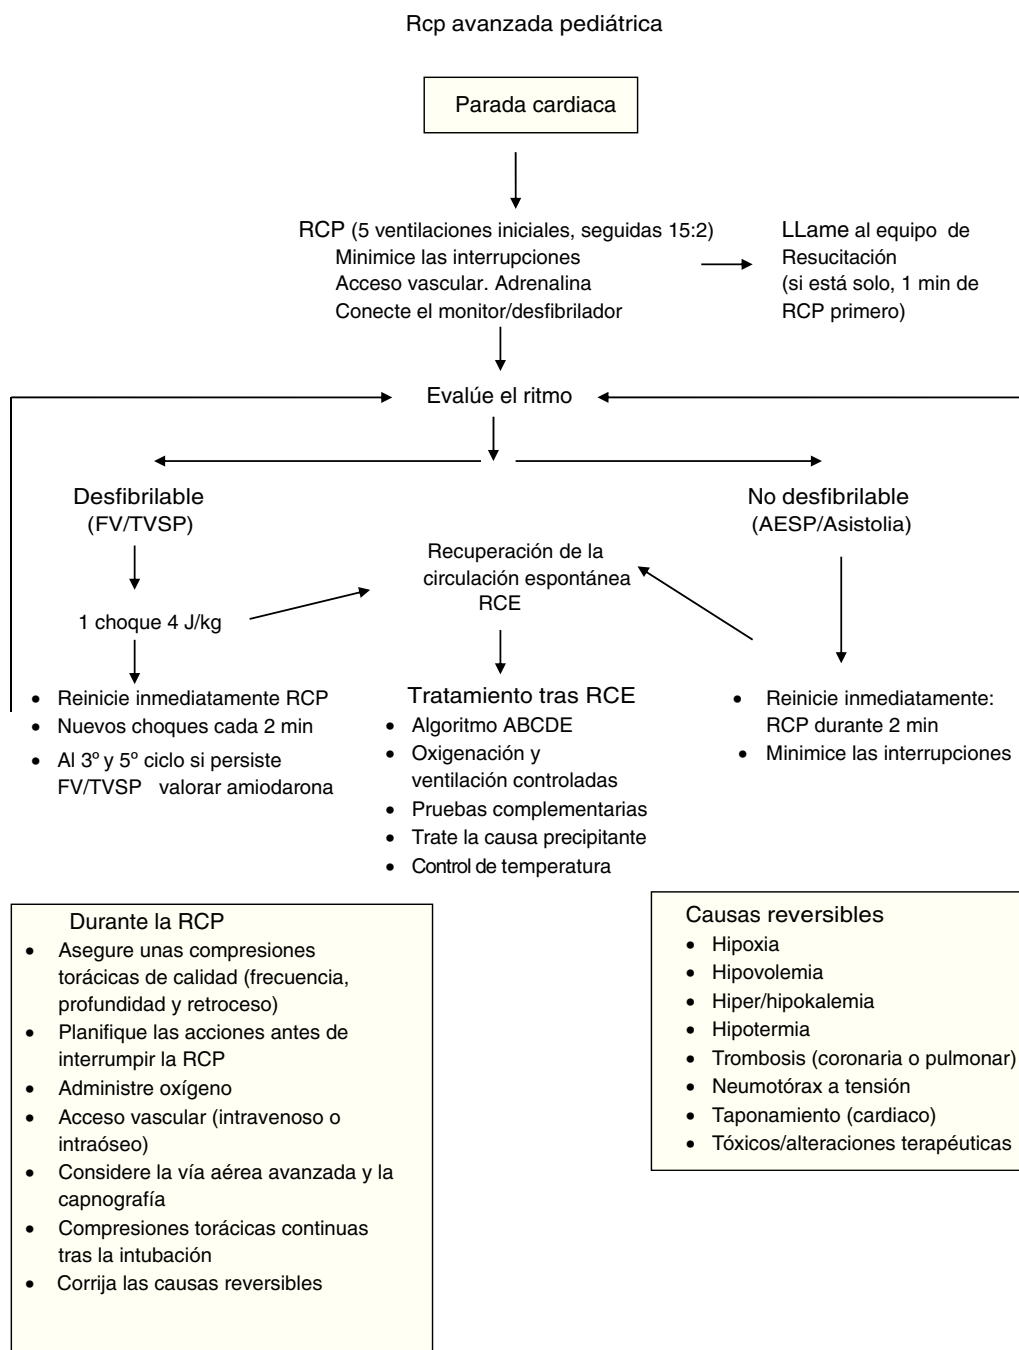 Rcp avanzada pediátrica
Parada cardiaca
RCP (5 ventilaciones iniciales, seguidas 15:2)
Minimice las interrupciones
Acceso vascular. Adrenalina
Conecte el monitor/desfibrilador
LLame al equipo de
Resucitación
(si está solo, 1 min de
RCP primero)
Evalúe el ritmo
Desfibrilable
(FV/TVSP)
No desfibrilable
(AESP/Asistolia)
Recuperación de la
circulación espontánea
RCE
1 choque 4 J/kg
• Reinicie inmediatamente RCP
• Nuevos choques cada 2 min
• Al 3º y 5º ciclo si persiste
FV/TVSP valorar amiodarona
Tratamiento tras RCE
• Algoritmo ABCDE
• Oxigenación y
ventilación controladas
• Pruebas complementarias
• Trate la causa precipitante
• Control de temperatura
• Reinicie inmediatamente:
RCP durante 2 min
• Minimice las interrupciones
Durante la RCP
• Asegure unas compresiones
torácicas de calidad (frecuencia,
profundidad y retroceso)
• Planifique las acciones antes de
interrumpir la RCP
• Administre oxígeno
• Acceso vascular (intravenoso o
intraóseo)
• Considere la vía aérea avanzada y la
capnografía
• Compresiones torácicas continuas
tras la intubación
• Corrija las causas reversibles
Causas reversibles
• Hipoxia
• Hipovolemia
• Hiper/hipokalemia
• Hipotermia
• Trombosis (coronaria o pulmonar)
• Neumotórax a tensión
• Taponamiento (cardiaco)
• Tóxicos/alteraciones terapéuticas